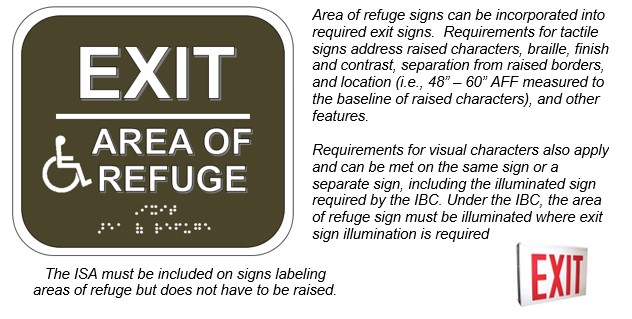 EXIT
AREA OF
REFUGE
The ISA must be included on signs labeling
areas of refuge but does not have to be raised.
Area of refuge signs can be incorporated into
required exit signs.  Requirements for tactile
signs address raised characters, braille, finish
and contrast, separation from raised borders,
and location (i.e., 48” – 60” AFF measured to
the baseline of raised characters), and other
features.
Requirements for visual characters also apply
and can be met on the same sign or a
separate sign, including the illuminated sign
required by the IBC. Under the IBC, the area
of refuge sign must be illuminated where exit
sign illumination is required
EXIT